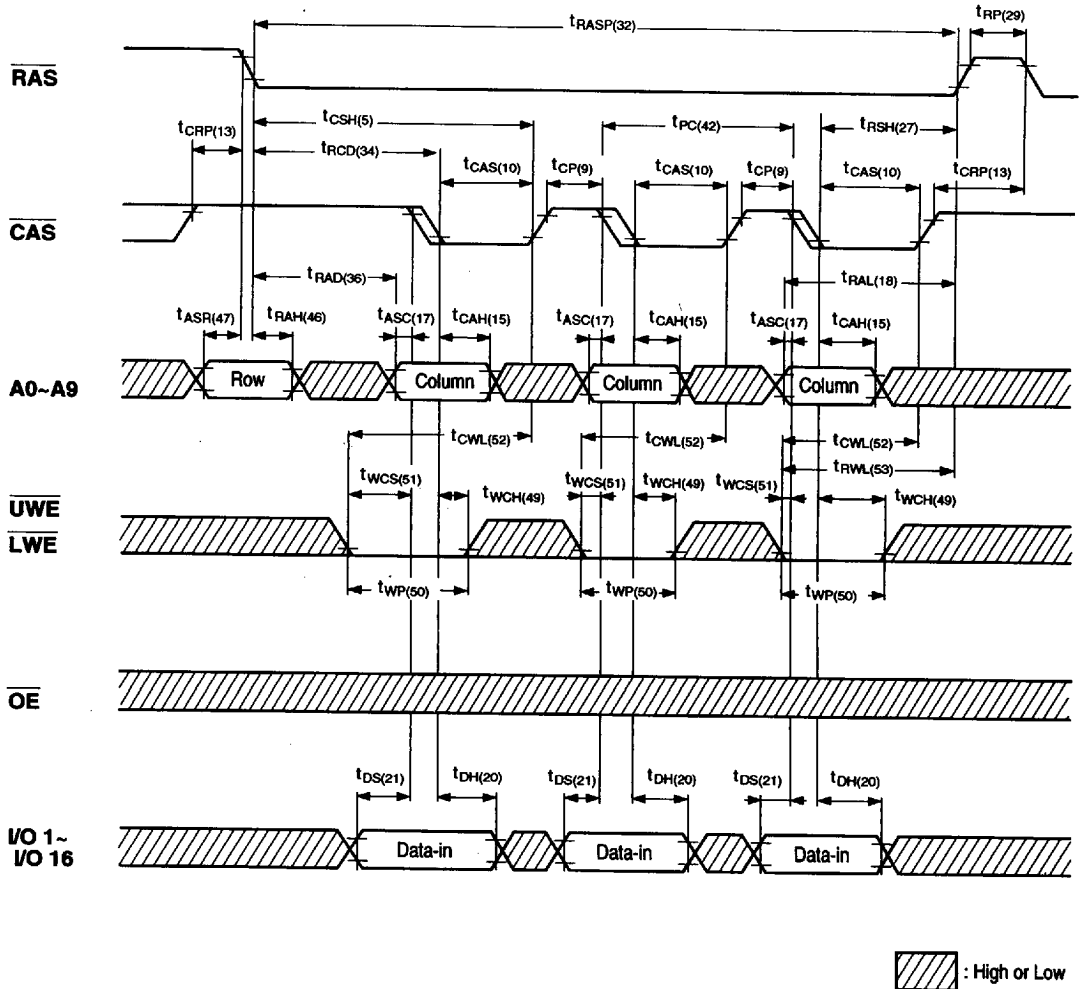 tRASP(32)
tRP(29)
RAS
tCRP(13)
tCSH(5)
tPC(42)
tRSH(27)
tRCD(34)
tCAS(10)
tCP(9)
tCAS(10)
tCP(9)
tCAS(10)
tCRP(13)
CAS
tRAD(36)
tRAL(18)
tASR(47)
tRAH(46)
tASC(17)
tCAH(15)
tASC(17)
tCAH(15)
tASC(17)
tCAH(15)
A0~A9
Row
Column
Column
Column
tCWL(52)
tCWL(52)
tCWL(52)
tRWL(53)
tWCS(51)
tWCH(49)
tWCS(51)
tWCH(49)
tWCS(51)
tWCH(49)
UWE
LWE
tWP(50)
tWP(50)
tWP(50)
OE
tDS(21)
tDH(20)
tDS(21)
tDH(20)
tDS(21)
tDH(20)
I/O 1~
I/O 16
Data-in
Data-in
Data-in
: High or Low